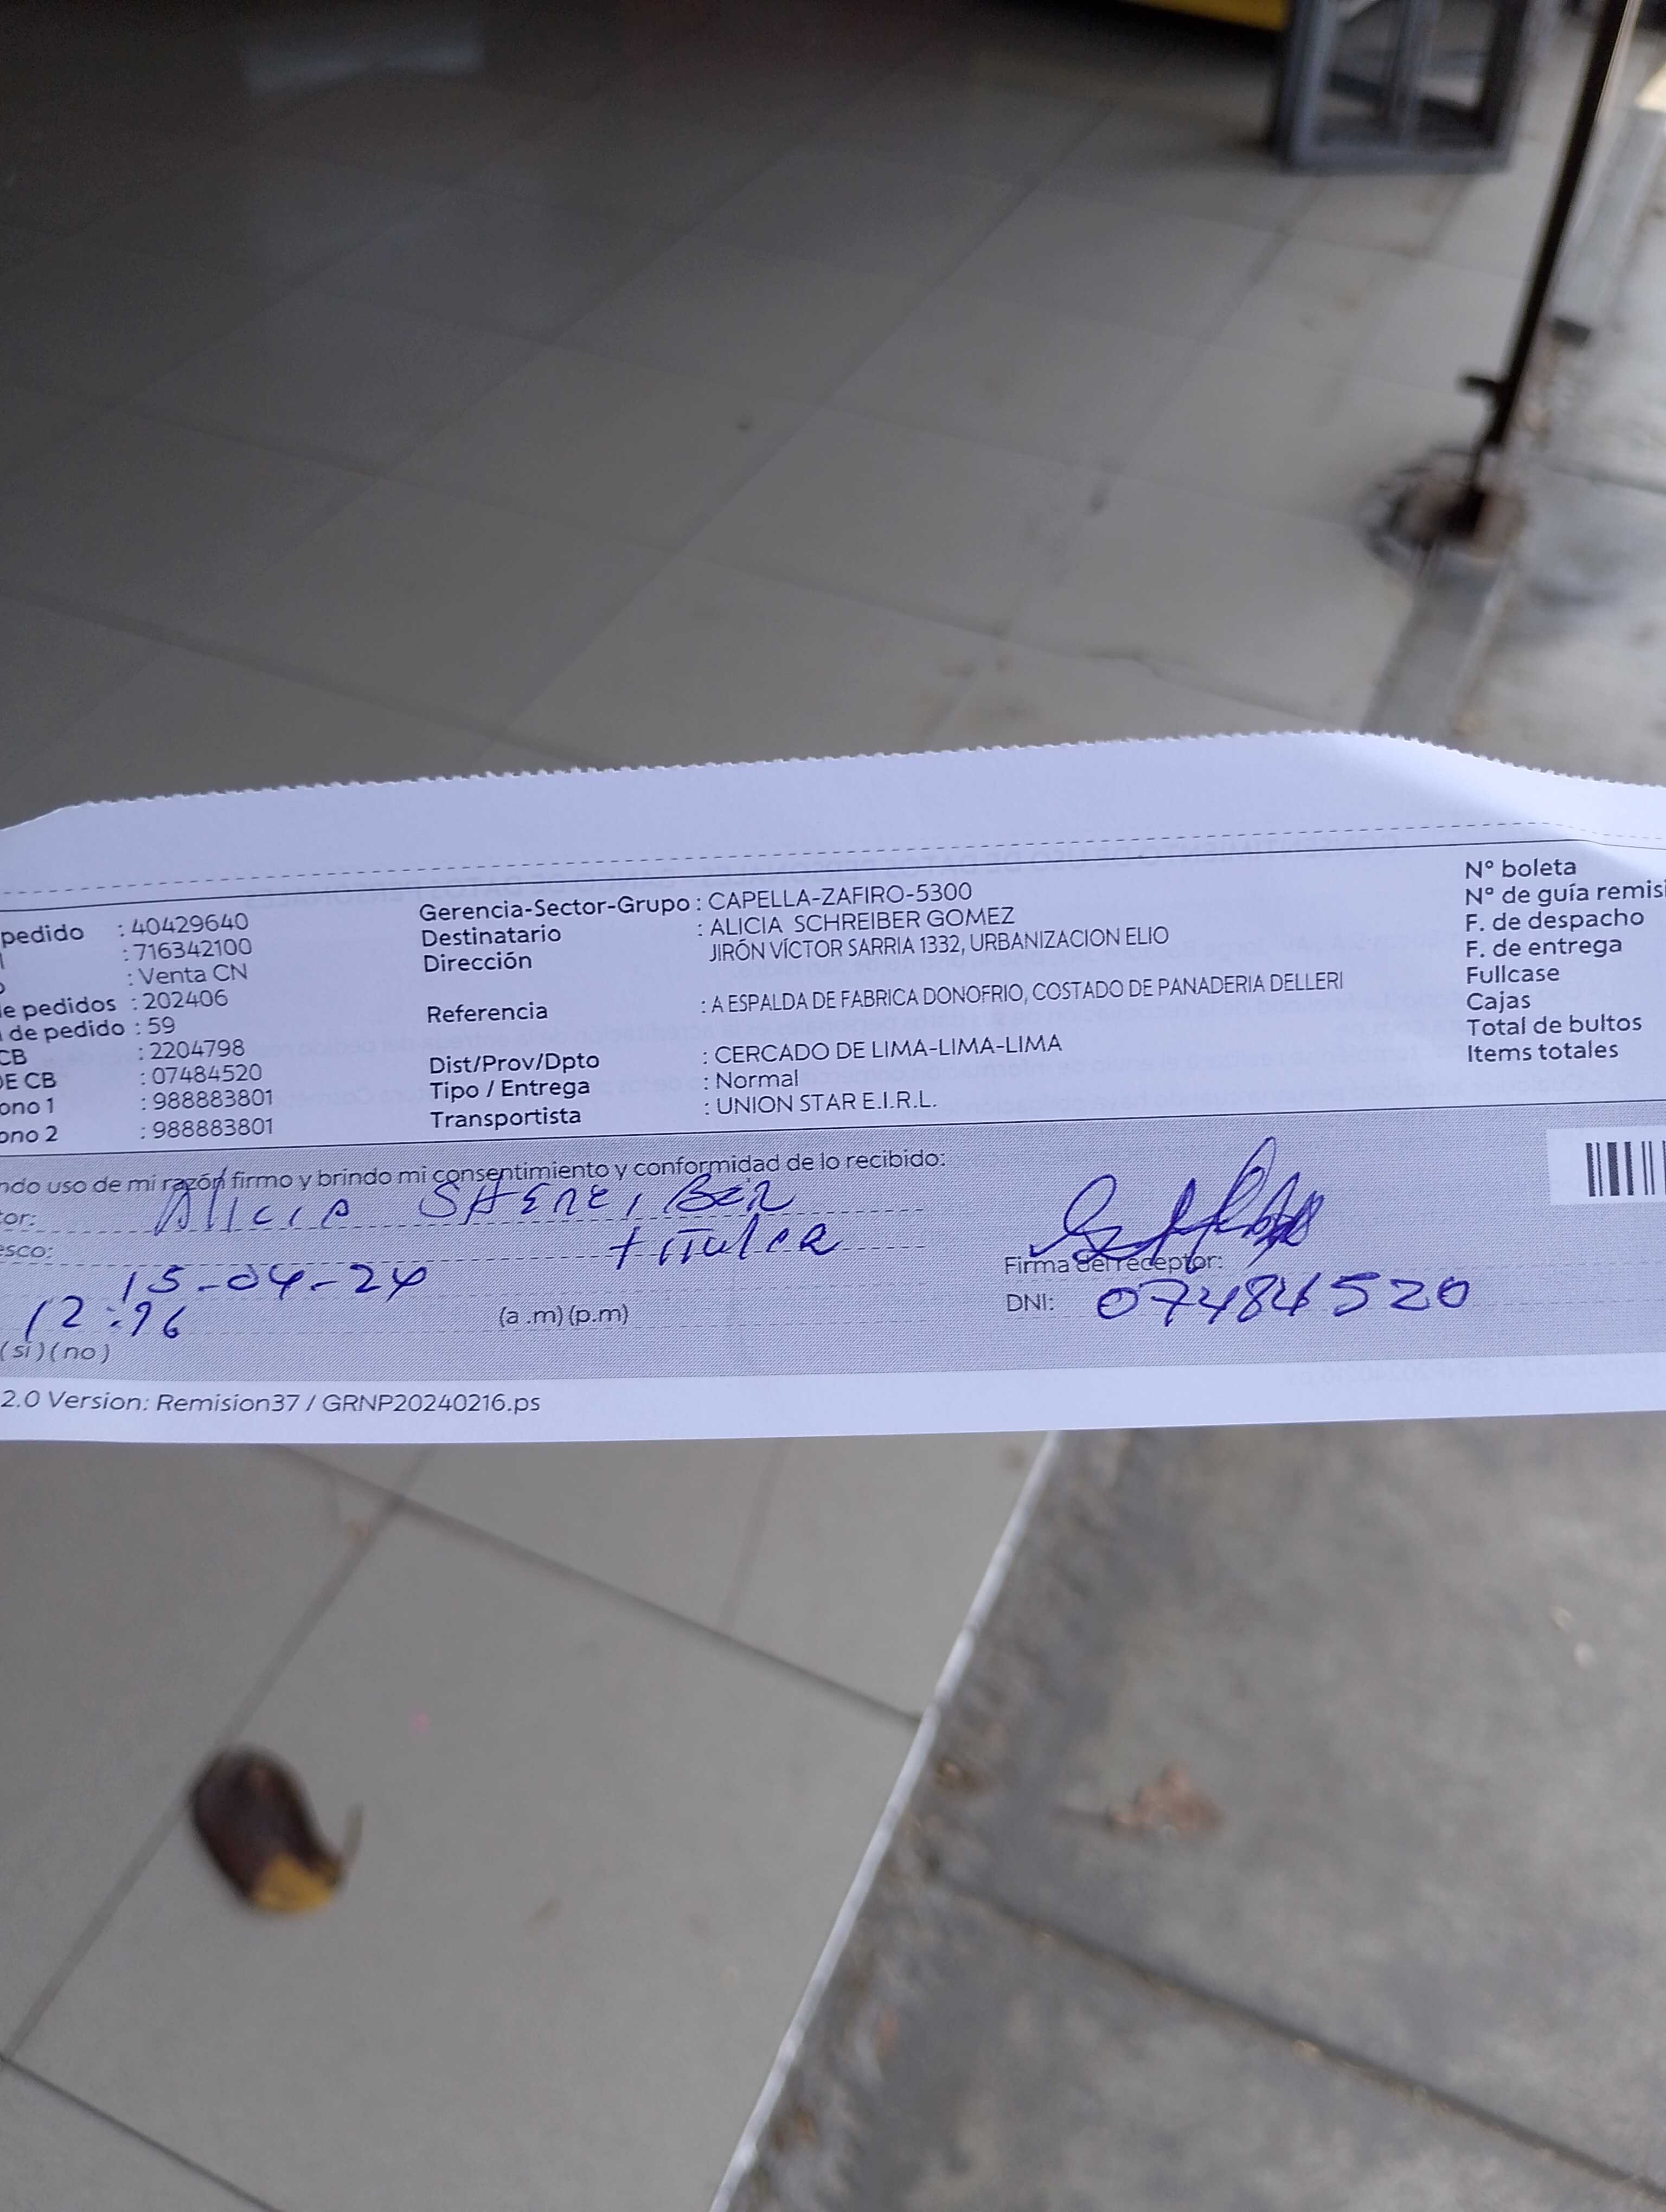 pedido : 40429640
: 716342100
: Venta CN
e pedidos : 202406
de pedido : 59
CB : 2204798
E CB : 07484520
ono 1 : 988883801
ono 2 : 988883801
Gerencia-Sector-Grupo : CAPELLA-ZAFIRO-5300
Destinatario : ALICIA SCHREIBER GOMEZ
Dirección JIRÓN VÍCTOR SARRIA 1332, URBANIZACION ELIO
Referencia : A ESPALDA DE FABRICA DONOFRIO, COSTADO DE PANADERIA DELLERI
Dist/Prov/Dpto : CERCADO DE LIMA-LIMA-LIMA
Tipo / Entrega : Normal
Transportista : UNION STAR E.I.R.L.
N° boleta
N° de guía remisi
F. de despacho
F. de entrega
Fullcase
Cajas
Total de bultos
Items totales
ndo uso de mi razón firmo y brindo mi consentimiento y conformidad de lo recibido:
tor: Alicia
esco: titular
15-04-24
12:
(a .m) (p.m)
(si) (no)
Firma del receptor:
DNI: 07484520
2.0 Version: Remision37 / GRNP20240216.ps